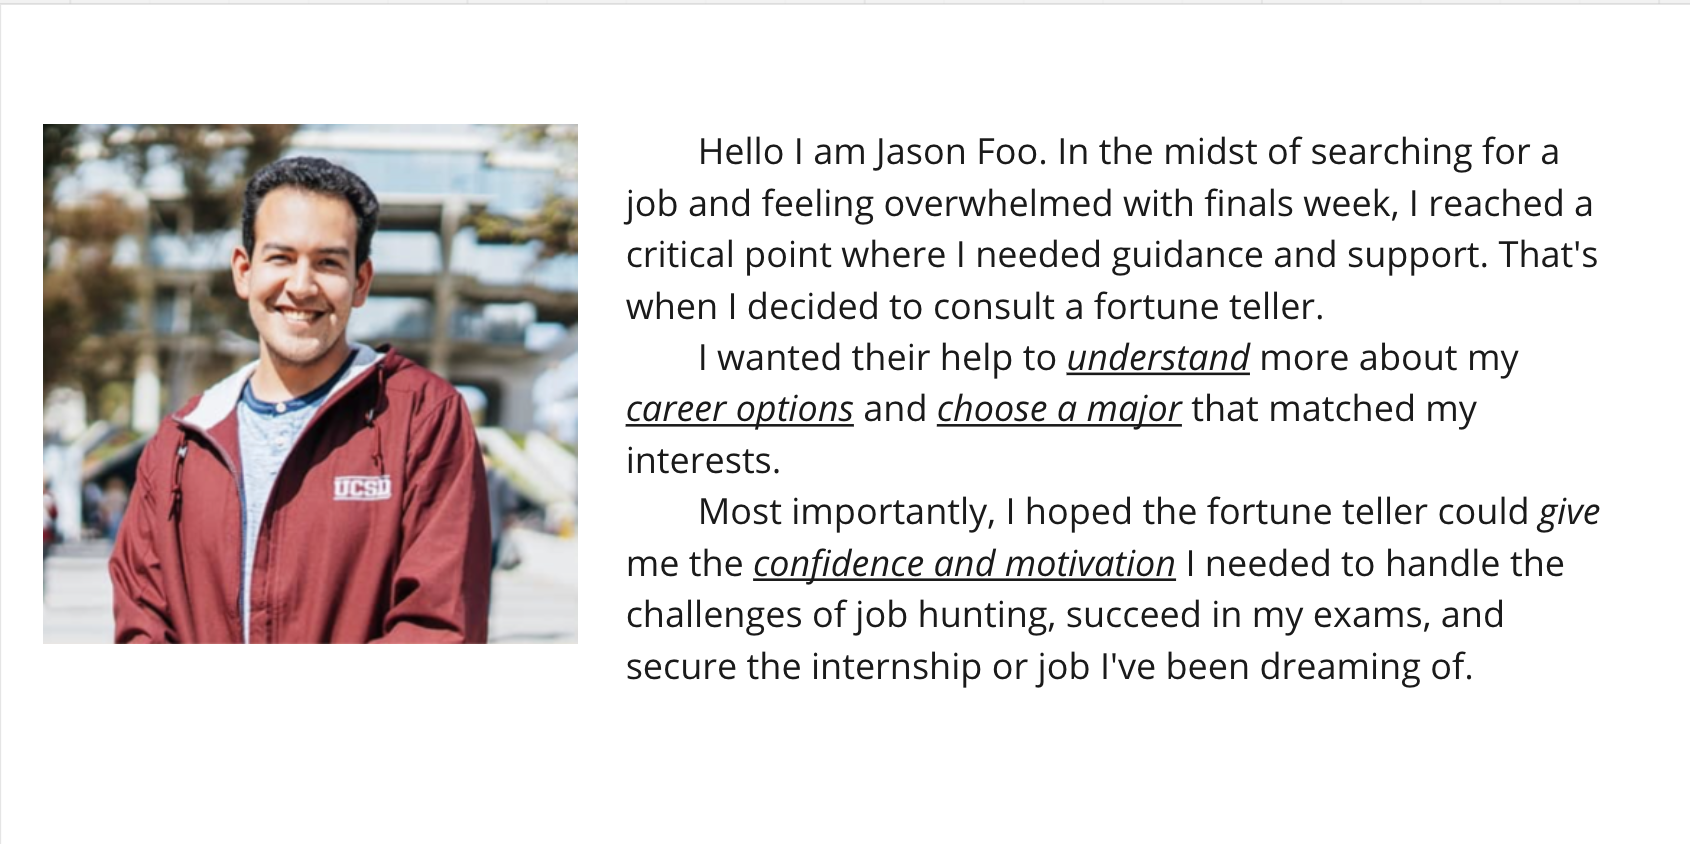 Hello I am Jason Foo. In the midst of searching for a
job and feeling overwhelmed with finals week, I reached a
critical point where I needed guidance and support. That's
when I decided to consult a fortune teller.
I wanted their help to understand more about my
career options and choose a major that matched my
interests.
Most importantly, I hoped the fortune teller could give
me the confidence and motivation I needed to handle the
challenges of job hunting, succeed in my exams, and
secure the internship or job I've been dreaming of.
UCSD